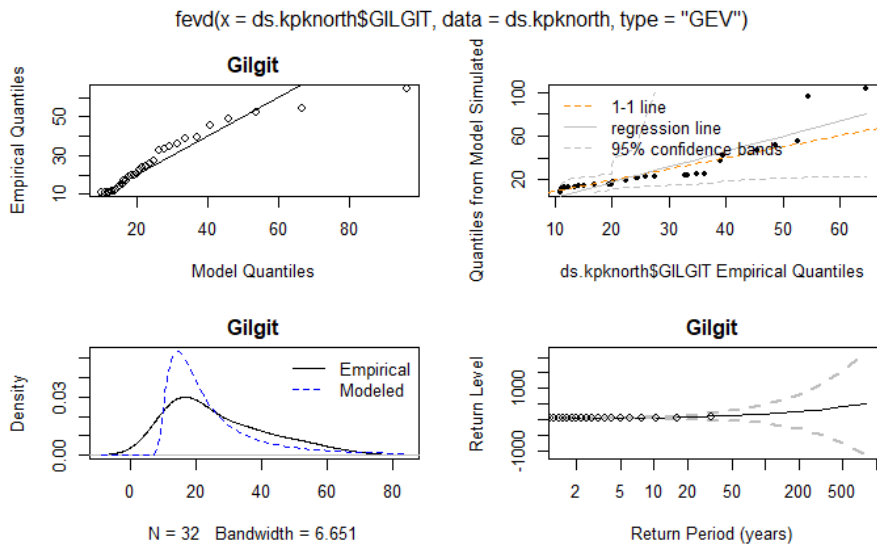 fevd(x = ds.kpknorth$GILGIT, data = ds.kpknorth, type = "GEV")
Gilgit
Empirical Quantiles
10 30 50
20 40 60 80
Model Quantiles
Quantiles from Model Simulated
20 60 100
1-1 line
regression line
95% confidence bands
10 20 30 40 50 60
ds.kpknorth$GILGIT Empirical Quantiles
Gilgit
Density
0.00 0.03
Empirical
Modeled
0 20 40 60 80
N = 32 Bandwidth = 6.651
Gilgit
Return Level
-1000 1000
2 5 10 20 50 200 500
Return Period (years)